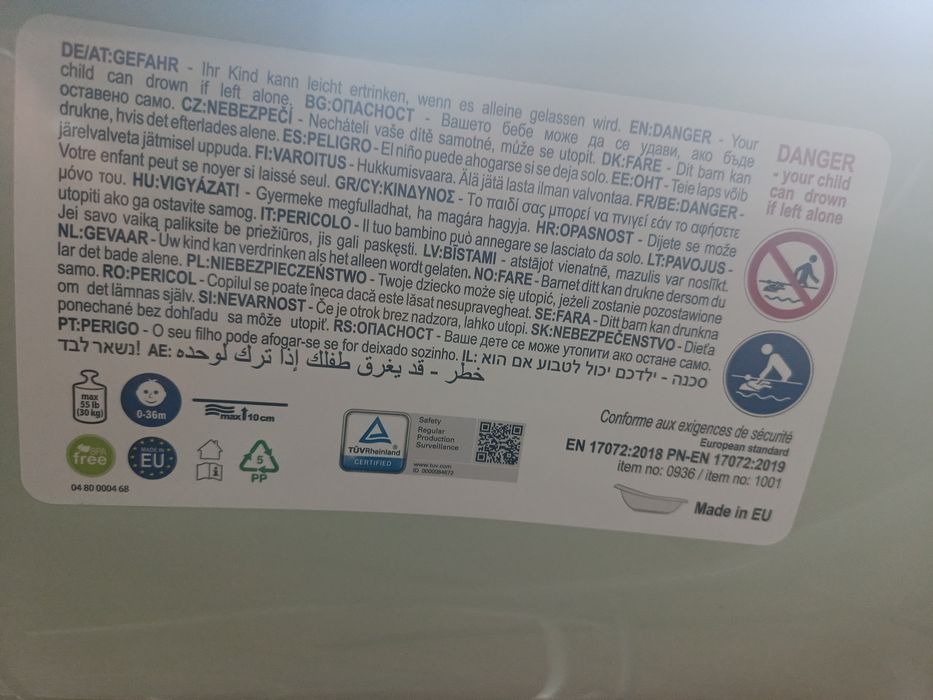 DE/AT:GEFAHR - Ihr Kind kann leicht ertrinken, wenn es alleine gelassen wird. EN:DANGER - Your
child can drown if left alone. BG:ОПАСНОСТ - Вашето бебе може да се удави, ако бъде
оставено само. CZ:NEBEZPEČÍ - Necháteli vaše dítě samotné, může se utopit. DK:FARE - Dit barn kan
drukne, hvis det efterlades alene. ES:PELIGRO - El niño puede ahogarse si se deja solo. EE:OHT - Teie laps võib
järelvalveta jätmisel uppuda. FI:VAROITUS - Hukkumisvaara. Älä jätä lasta ilman valvontaa. FR/BE:DANGER -
Votre enfant peut se noyer si laissé seul. GR/CY:ΚΙΝΔΥΝΟΣ - Το παιδί σας μπορεί να πνιγεί εάν το αφήσετε
μόνο του. HU:VIGYÁZAT! - Gyermeke megfulladhat, ha magára hagyja. HR:OPASNOST - Dijete se može
utopiti ako ga ostavite samog. IT:PERICOLO - Il tuo bambino può annegare se lasciato da solo. LT:PAVOJUS -
Jei savo vaiką paliksite be priežiūros, jis gali paskęsti. LV:BĪSTAMI - atstājot vienatnē, mazulis var noslīkt.
NL:GEVAAR - Uw kind kan verdrinken als het alleen wordt gelaten. NO:FARE - Barnet ditt kan drukne dersom du
lar det bade alene. PL:NIEBEZPIECZEŃSTWO - Twoje dziecko może się utopić, jeżeli zostanie pozostawione
samo. RO:PERICOL - Copilul se poate îneca dacă este lăsat nesupravegheat. SE:FARA - Ditt barn kan drunkna
om det lämnas själv. SI:NEVARNOST - Če je otrok brez nadzora, lahko utopi. SK:NEBEZPEČENSTVO - Dieťa
ponechané bez dohľadu sa môže utopiť. RS:ОПАСНОСТ - Ваше дете се може утопити ако остане само.
PT:PERIGO - O seu filho pode afogar-se se for deixado sozinho. IL: סכנה - ילדכם יכול לטבוע אם הוא
נשאר לבד! AE: خطر - قد يغرق طفلك إذا ترك لوحده
DANGER
- your child
can drown
if left alone
max
55 lb
(30 kg)
0-36m
max 10 cm
BPA
free
MADE IN
EU
5
PP
04 80 0004 68
TÜVRheinland
CERTIFIED
Safety
Regular
Production
Surveillance
www.tuv.com
ID 0000084672
Conforme aux exigences de sécurité
European standard
EN 17072:2018 PN-EN 17072:2019
item no: 0936 / item no: 1001
Made in EU